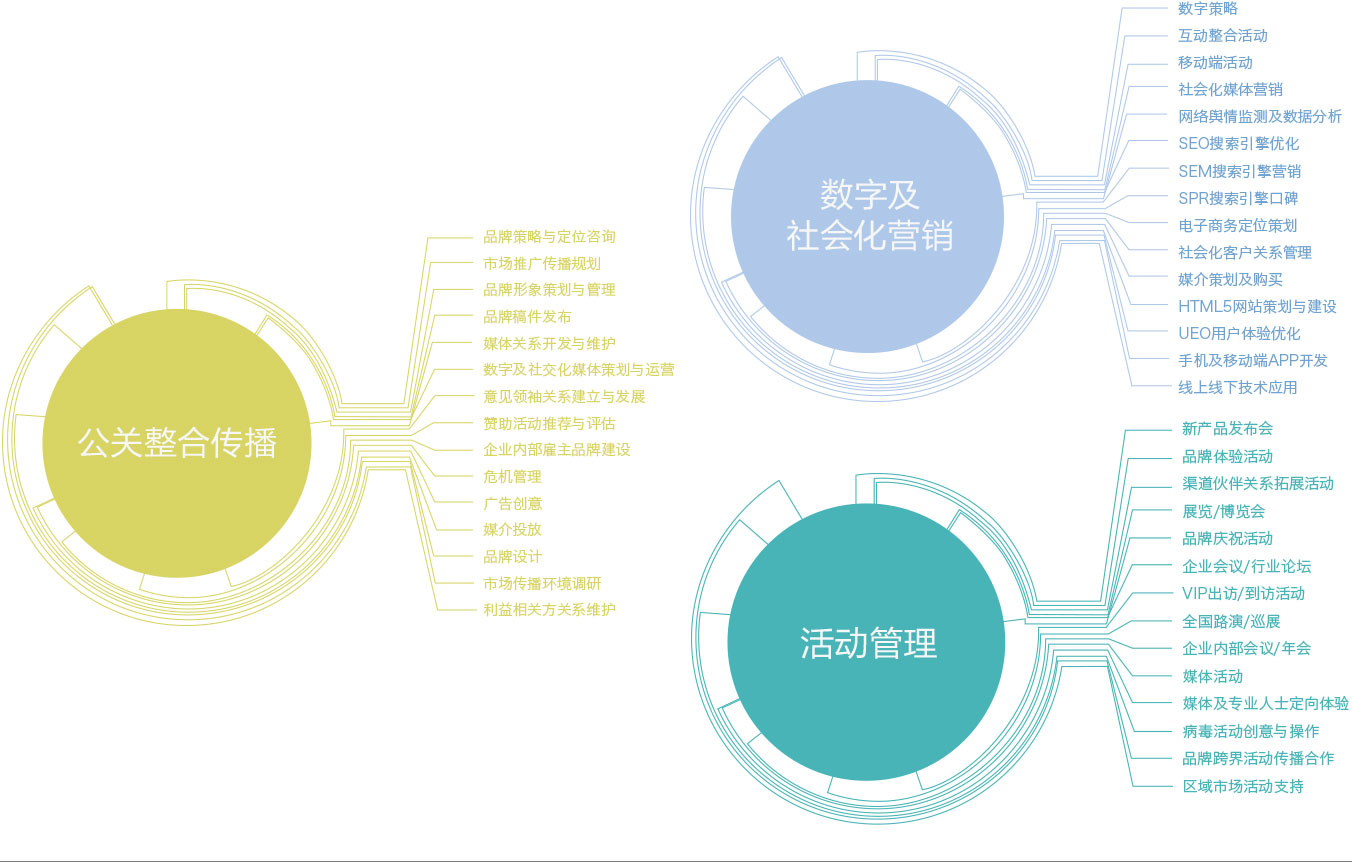 公关整合传播
品牌策略与定位咨询
市场推广传播规划
品牌形象策划与管理
品牌稿件发布
媒体关系开发与维护
数字及社交化媒体策划与运营
意见领袖关系建立与发展
赞助活动推荐与评估
企业内部雇主品牌建设
危机管理
广告创意
媒介投放
品牌设计
市场传播环境调研
利益相关方关系维护
数字及
社会化营销
数字策略
互动整合活动
移动端活动
社会化媒体营销
网络舆情监测及数据分析
SEO搜索引擎优化
SEM搜索引擎营销
SPR搜索引擎口碑
电子商务定位策划
社会化客户关系管理
媒介策划及购买
HTML5网站策划与建设
UEO用户体验优化
手机及移动端APP开发
线上线下技术应用
活动管理
新产品发布会
品牌体验活动
渠道伙伴关系拓展活动
展览/博览会
品牌庆祝活动
企业会议/行业论坛
VIP出访/到访活动
全国路演/巡展
企业内部会议/年会
媒体活动
媒体及专业人士定向体验
病毒活动创意与操作
品牌跨界活动传播合作
区域市场活动支持